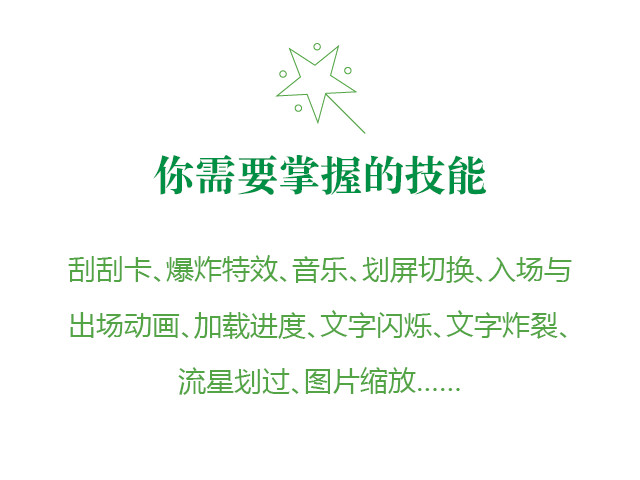 你需要掌握的技能
刮刮卡、爆炸特效、音乐、划屏切换、入场与
出场动画、加载进度、文字闪烁、文字炸裂、
流星划过、图片缩放……